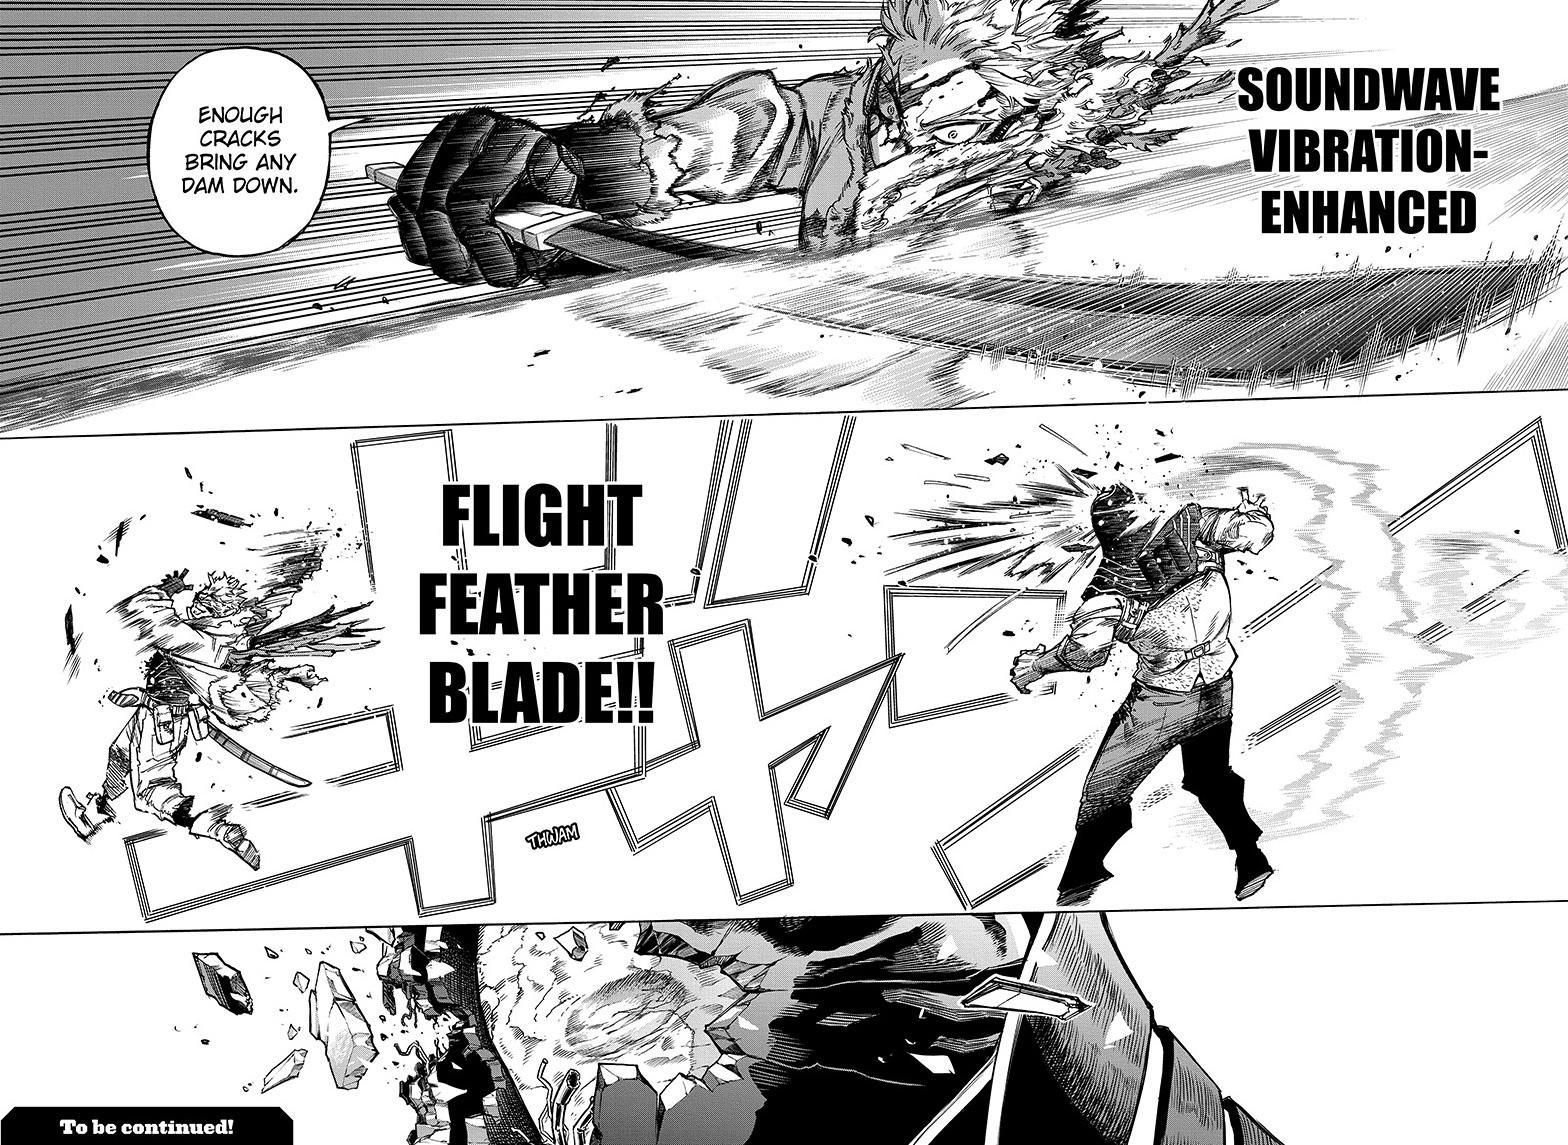 ENOUGH
CRACKS
BRING ANY
DAM DOWN.
SOUNDWAVE
VIBRATION-
ENHANCED
FLIGHT
FEATHER
BLADE!!
THWAM
To be continued!